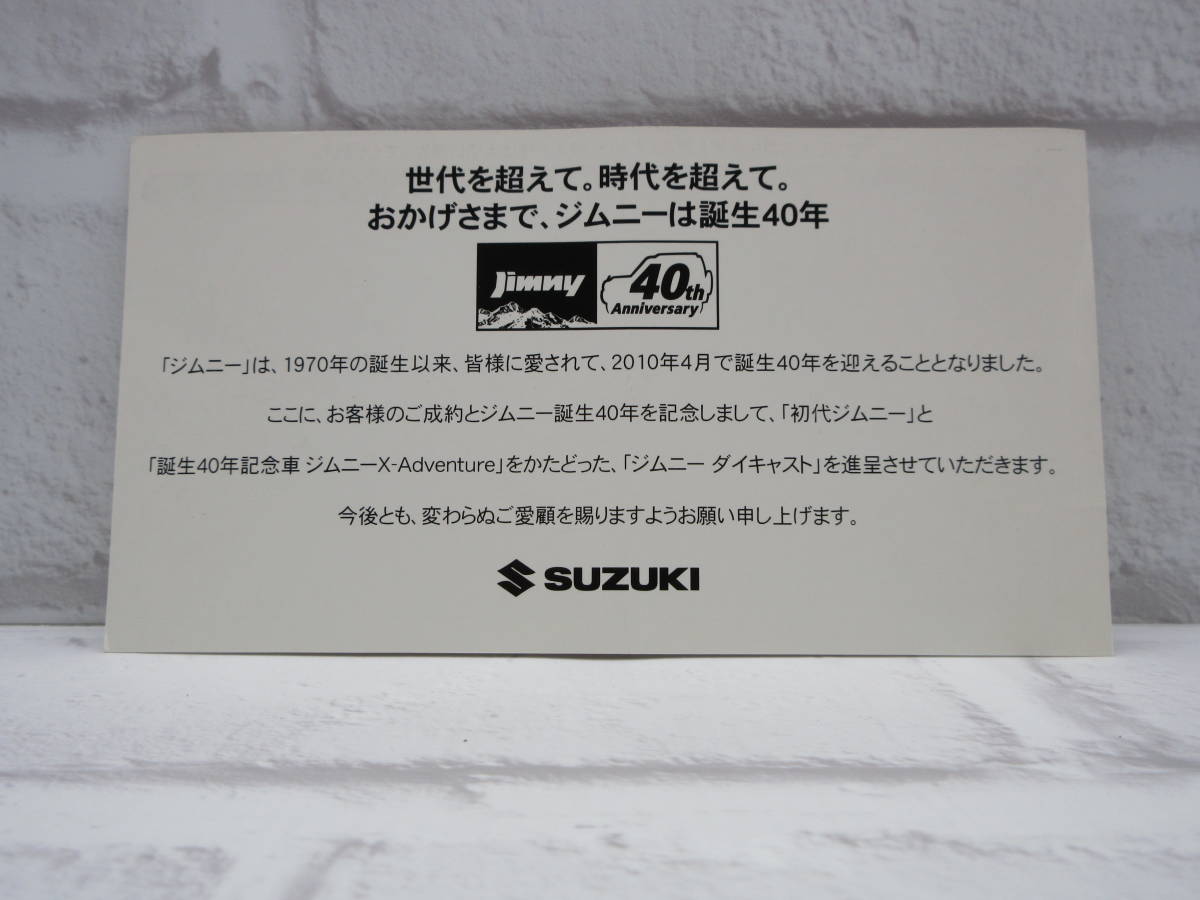 世代を超えて。時代を超えて。
おかげさまで、ジムニーは誕生40年
Jimny 40th
Anniversary
「ジムニー」は、1970年の誕生以来、皆様に愛されて、2010年4月で誕生40年を迎えることとなりました。
ここに、お客様のご成約とジムニー誕生40年を記念しまして、「初代ジムニー」と
「誕生40年記念車 ジムニーX-Adventure」をかたどった、「ジムニー ダイキャスト」を進呈させていただきます。
今後とも、変わらぬご愛顧を賜りますようお願い申し上げます。
SUZUKI